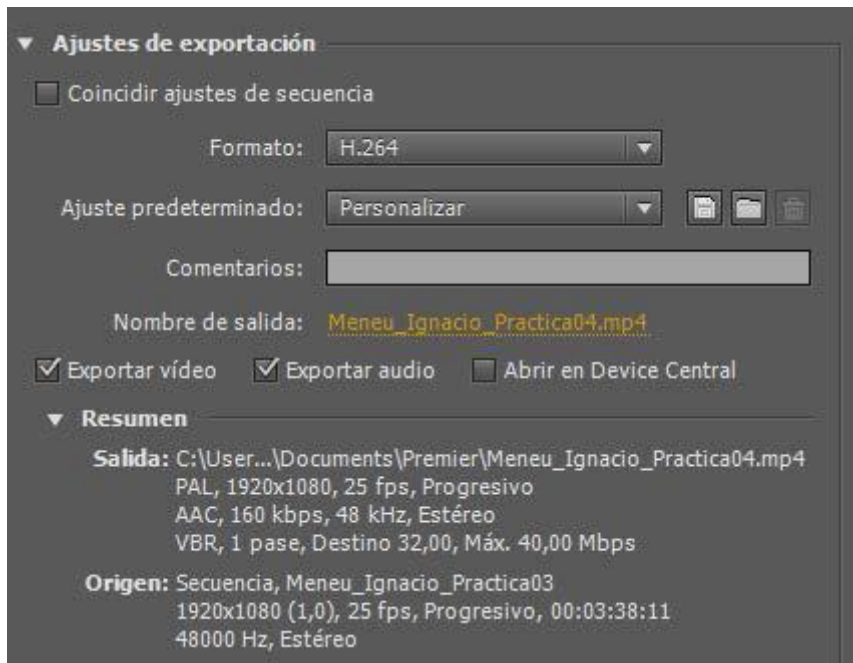 Ajustes de exportación
Coincidir ajustes de secuencia
Formato: H.264
Ajuste predeterminado: Personalizar
Comentarios:
Nombre de salida: Meneu_Ignacio_Practica04.mp4
Exportar vídeo Exportar audio Abrir en Device Central
Resumen
Salida: C:\User...\Documents\Premier\Meneu_Ignacio_Practica04.mp4
PAL, 1920x1080, 25 fps, Progresivo
AAC, 160 kbps, 48 kHz, Estéreo
VBR, 1 pase, Destino 32,00, Máx. 40,00 Mbps
Origen: Secuencia, Meneu_Ignacio_Practica03
1920x1080 (1,0), 25 fps, Progresivo, 00:03:38:11
48000 Hz, Estéreo